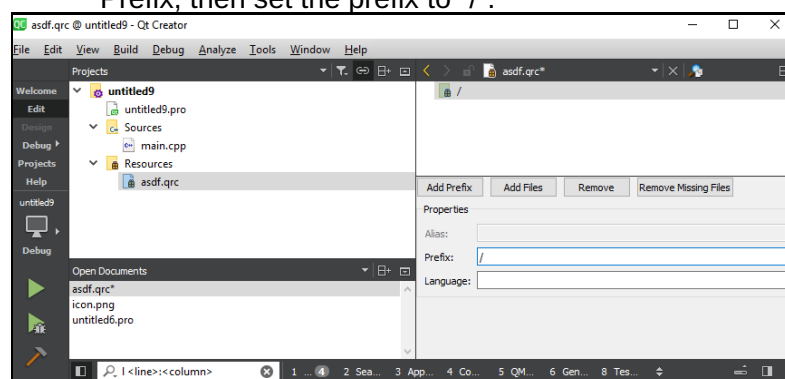 Prefix, then set the prefix to "/".
asdf.qrc @ untitled9 - Qt Creator
File Edit View Build Debug Analyze Tools Window Help
Projects
asdf.qrc*
Welcome
Edit
Design
Debug
Projects
Help
untitled9
Debug
untitled9
untitled9.pro
Sources
main.cpp
Resources
asdf.qrc
/
Add Prefix Add Files Remove Remove Missing Files
Properties
Alias:
Prefix: /
Language:
Open Documents
asdf.qrc*
icon.png
untitled6.pro
l <line>:<column> 1 ... 4 2 Sea... 3 Ap... 4 Co... 5 QM... 6 Gen... 8 Tes...